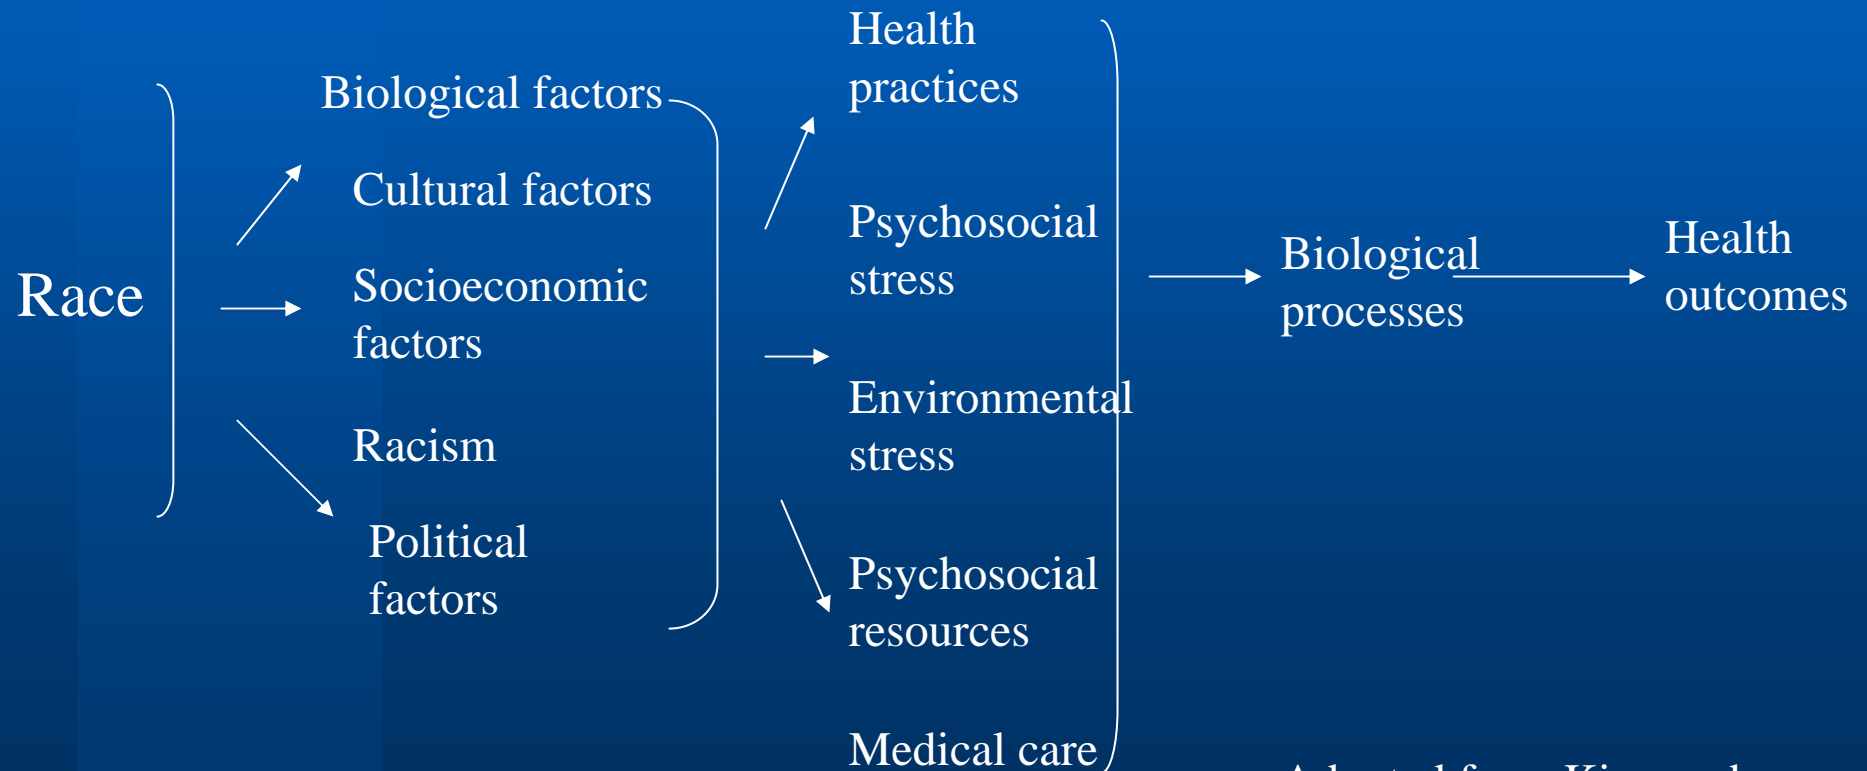 Race
Biological factors
Cultural factors
Socioeconomic
factors
Racism
Political
factors
Health
practices
Psychosocial
stress
Environmental
stress
Psychosocial
resources
Medical care
Biological
processes
Health
outcomes